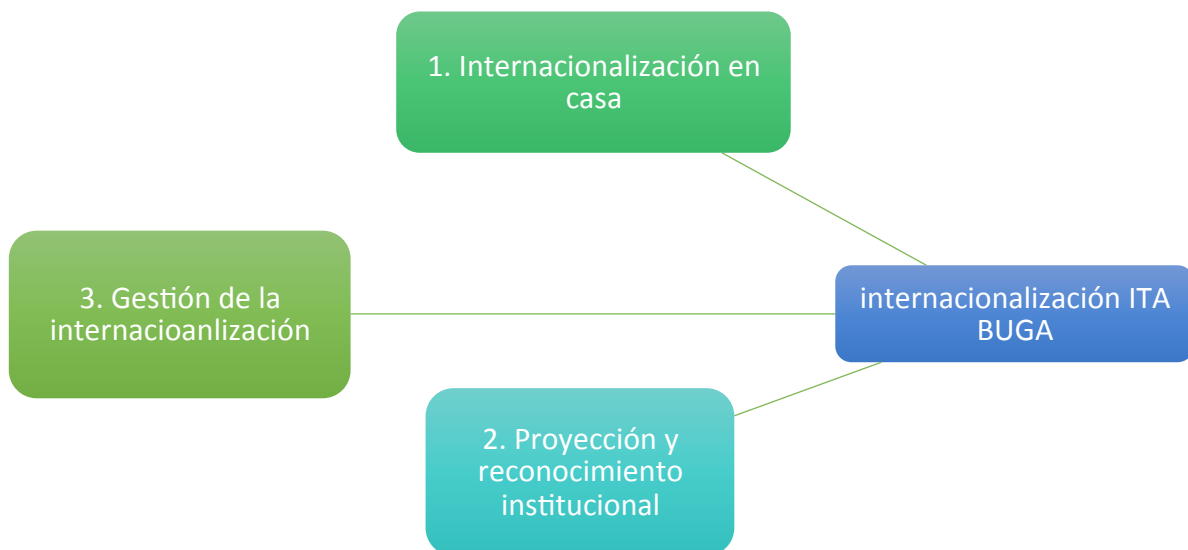 1. Internacionalización en
casa
3. Gestión de la
internacioanlización
internacionalización ITA
BUGA
2. Proyección y
reconocimiento
institucional